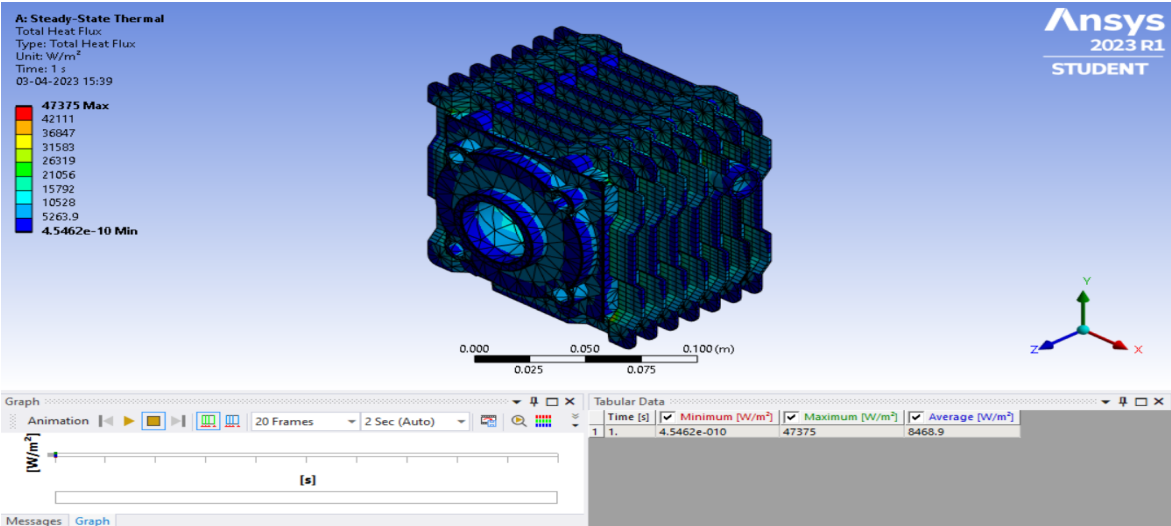 A: Steady-State Thermal
Total Heat Flux
Type: Total Heat Flux
Unit: W/m²
Time: 1 s
03-04-2023 15:39
47375 Max
42111
36847
31583
26319
21056
15792
10528
5263.9
4.5462e-10 Min
Ansys
2023 R1
STUDENT
0.000 0.050 0.100 (m)
0.025 0.075
Y
Z X
Graph
Animation 20 Frames 2 Sec (Auto)
[W/m²]
[s]
Messages Graph
Tabular Data
Time [s] Minimum [W/m²] Maximum [W/m²] Average [W/m²]
1 1. 4.5462e-010 47375 8468.9